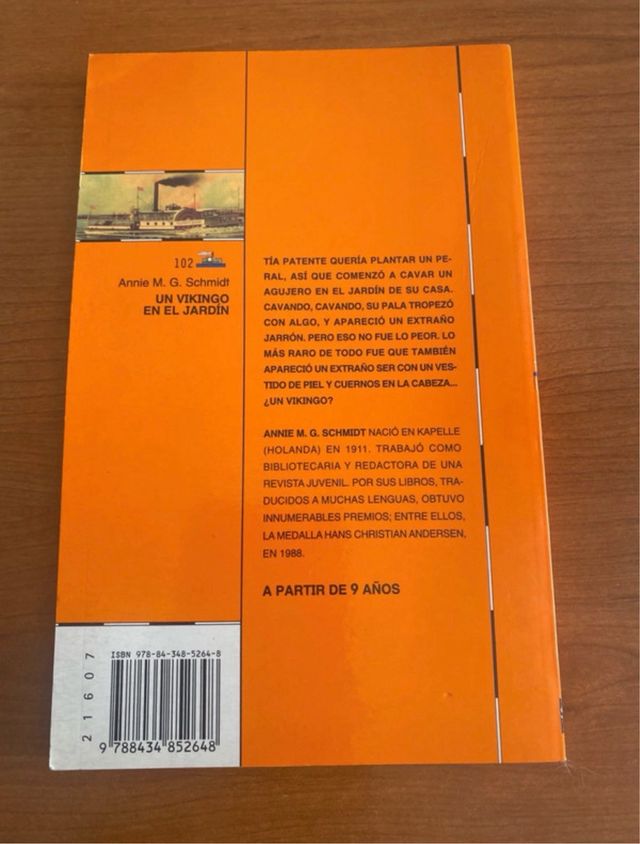 102
Annie M. G. Schmidt
UN VIKINGO
EN EL JARDÍN
TÍA PATENTE QUERÍA PLANTAR UN PE-
RAL, ASÍ QUE COMENZÓ A CAVAR UN
AGUJERO EN EL JARDÍN DE SU CASA.
CAVANDO, CAVANDO, SU PALA TROPEZÓ
CON ALGO, Y APARECIÓ UN EXTRAÑO
JARRÓN. PERO ESO NO FUE LO PEOR. LO
MÁS RARO DE TODO FUE QUE TAMBIÉN
APARECIÓ UN EXTRAÑO SER CON UN VES-
TIDO DE PIEL Y CUERNOS EN LA CABEZA...
¿UN VIKINGO?
ANNIE M. G. SCHMIDT NACIÓ EN KAPELLE
(HOLANDA) EN 1911. TRABAJÓ COMO
BIBLIOTECARIA Y REDACTORA DE UNA
REVISTA JUVENIL. POR SUS LIBROS, TRA-
DUCIDOS A MUCHAS LENGUAS, OBTUVO
INNUMERABLES PREMIOS; ENTRE ELLOS,
LA MEDALLA HANS CHRISTIAN ANDERSEN,
EN 1988.
A PARTIR DE 9 AÑOS
21607
ISBN 978-84-348-5264-8
9 788434 852648